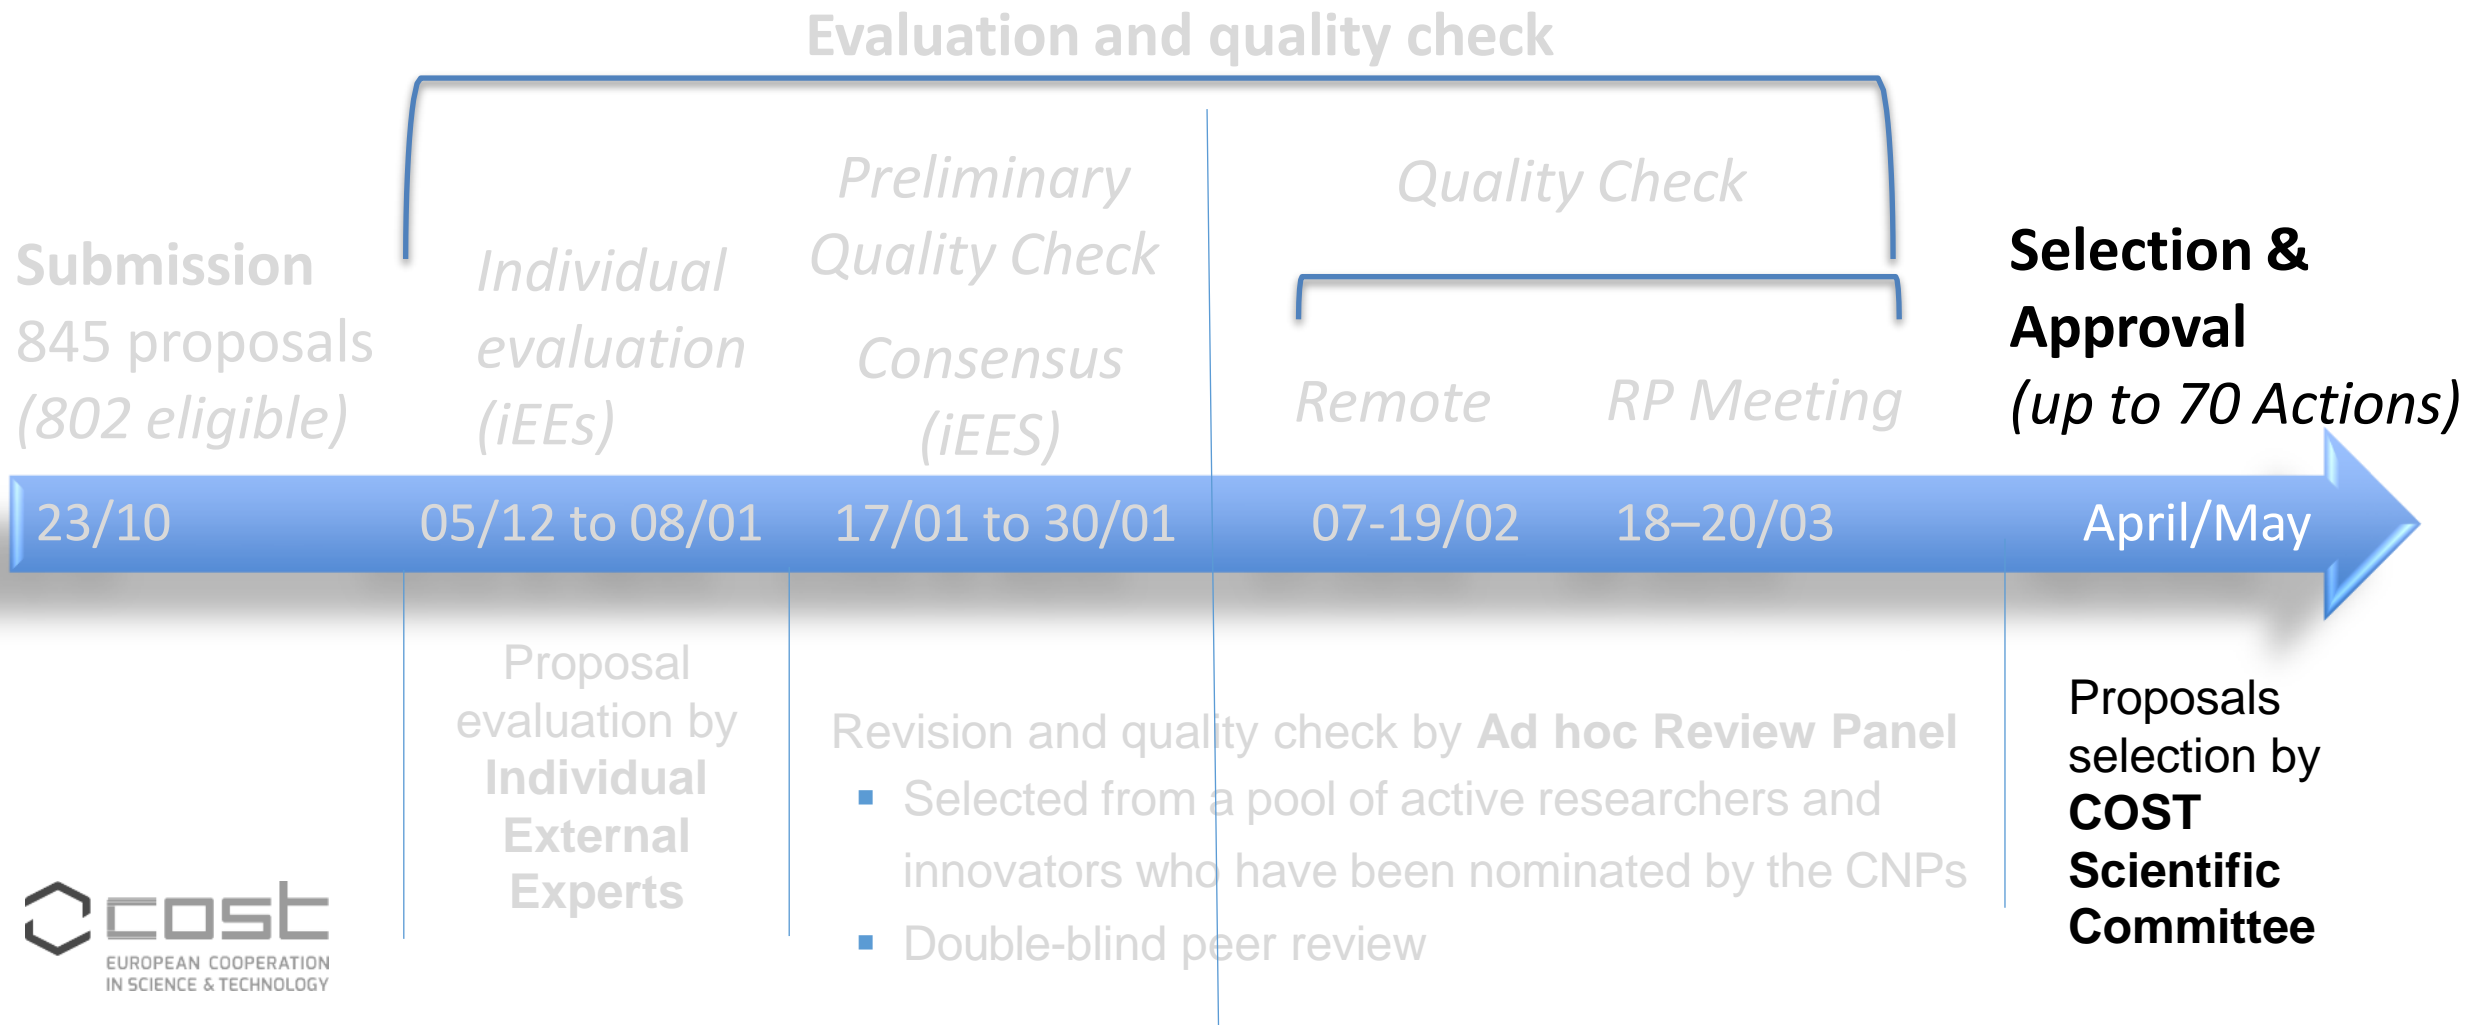 Evaluation and quality check
Submission
845 proposals
(802 eligible)
Individual
evaluation
(iEEs)
Preliminary
Quality Check
Consensus
(iEES)
Quality Check
Remote
RP Meeting
Selection &
Approval
(up to 70 Actions)
23/10
05/12 to 08/01
17/01 to 30/01
07-19/02
18–20/03
April/May
Proposal
evaluation by
Individual
External
Experts
Revision and quality check by Ad hoc Review Panel
▪ Selected from a pool of active researchers and
innovators who have been nominated by the CNPs
▪ Double-blind peer review
Proposals
selection by
COST
Scientific
Committee
cost
EUROPEAN COOPERATION
IN SCIENCE & TECHNOLOGY